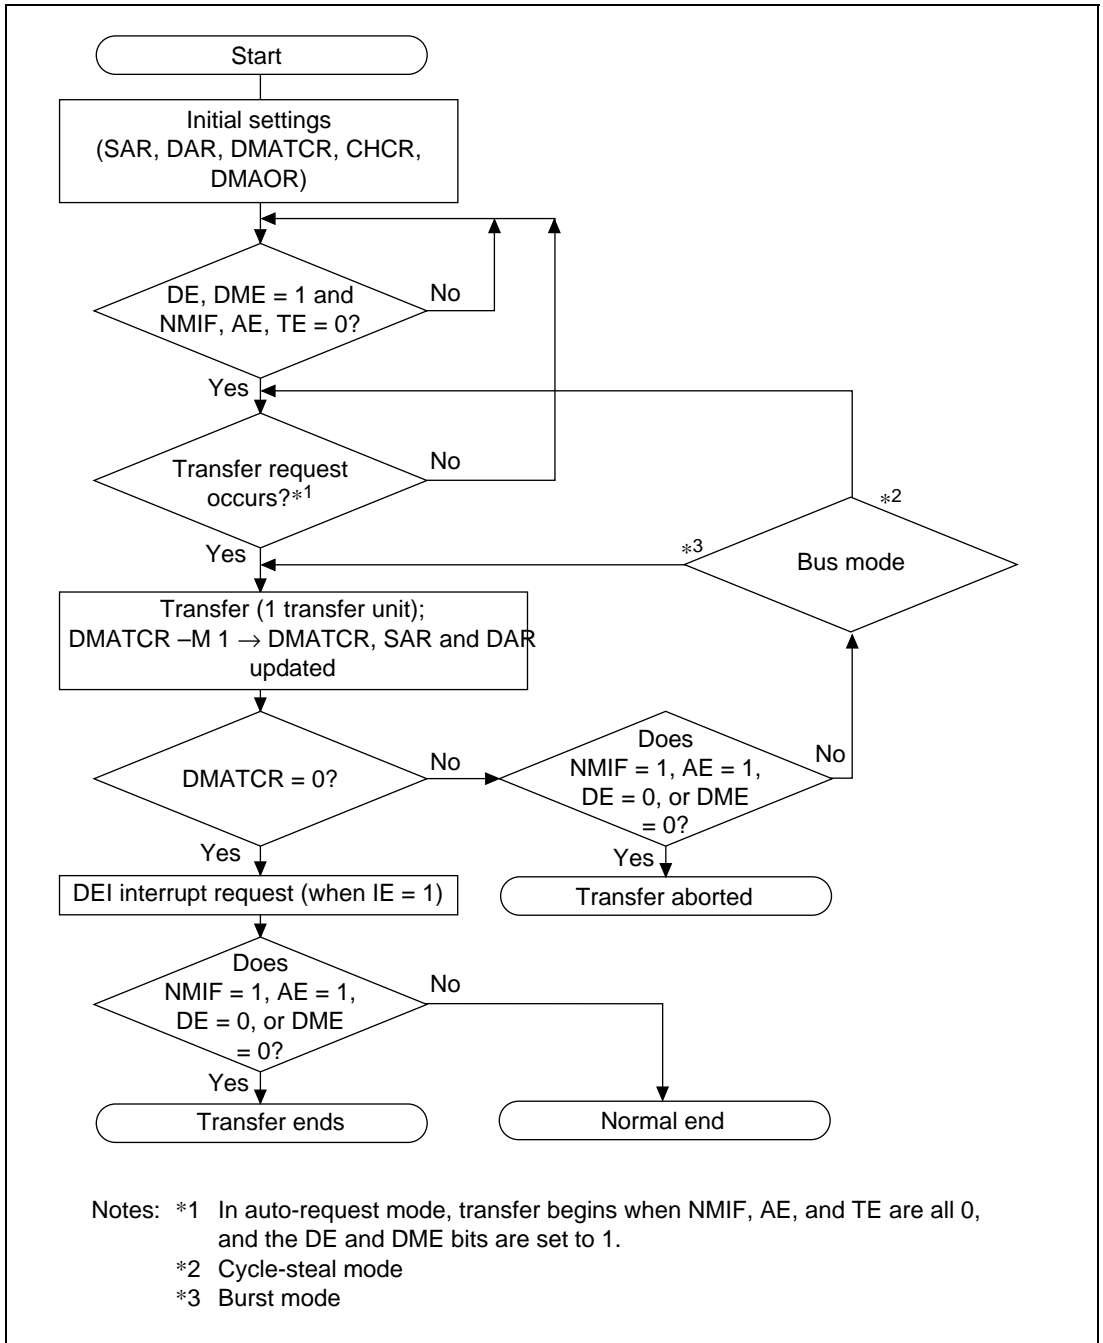 Start
Initial settings
(SAR, DAR, DMATCR, CHCR,
DMAOR)
DE, DME = 1 and
NMIF, AE, TE = 0?
No
Yes
Transfer request
occurs?*1
No
Yes
*2
*3
Bus mode
Transfer (1 transfer unit);
DMATCR –M 1 → DMATCR, SAR and DAR
updated
DMATCR = 0?
No
Does
NMIF = 1, AE = 1,
DE = 0, or DME
= 0?
No
Yes
Yes
DEI interrupt request (when IE = 1)
Transfer aborted
Does
NMIF = 1, AE = 1,
DE = 0, or DME
= 0?
No
Yes
Transfer ends
Normal end
Notes: *1 In auto-request mode, transfer begins when NMIF, AE, and TE are all 0,
and the DE and DME bits are set to 1.
*2 Cycle-steal mode
*3 Burst mode